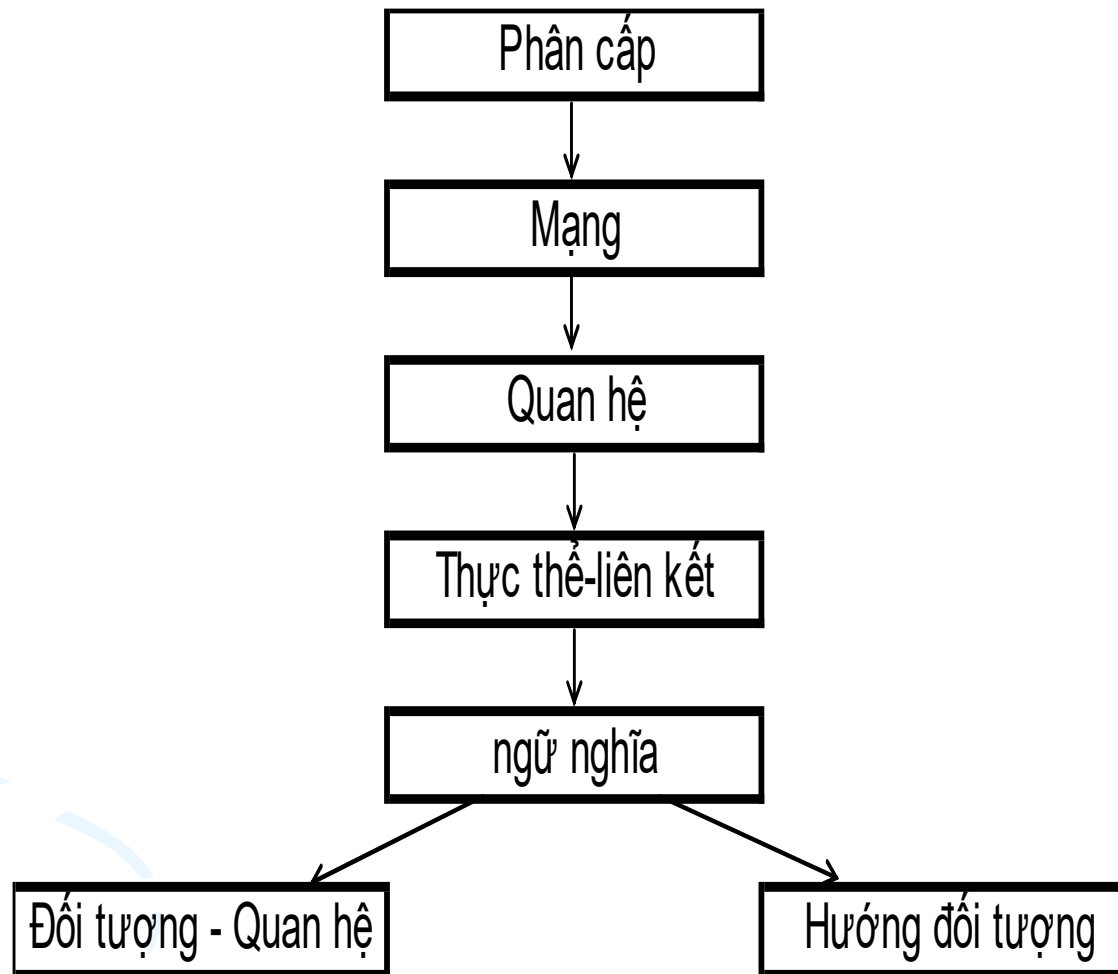 Phân cấp
Mạng
Quan hệ
Thực thể-liên kết
ngữ nghĩa
Đối tượng - Quan hệ
Hướng đối tượng